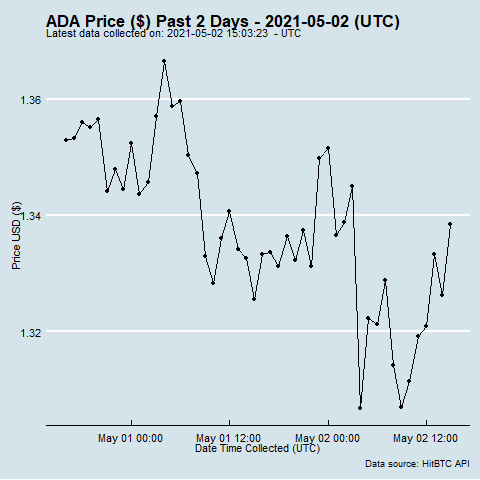 ADA Price ($) Past 2 Days - 2021-05-02 (UTC)
Latest data collected on: 2021-05-02 15:03:23 - UTC
1.36
1.34
1.32
Price USD ($)
May 01 00:00 May 01 12:00 May 02 00:00 May 02 12:00
Date Time Collected (UTC)
Data source: HitBTC API